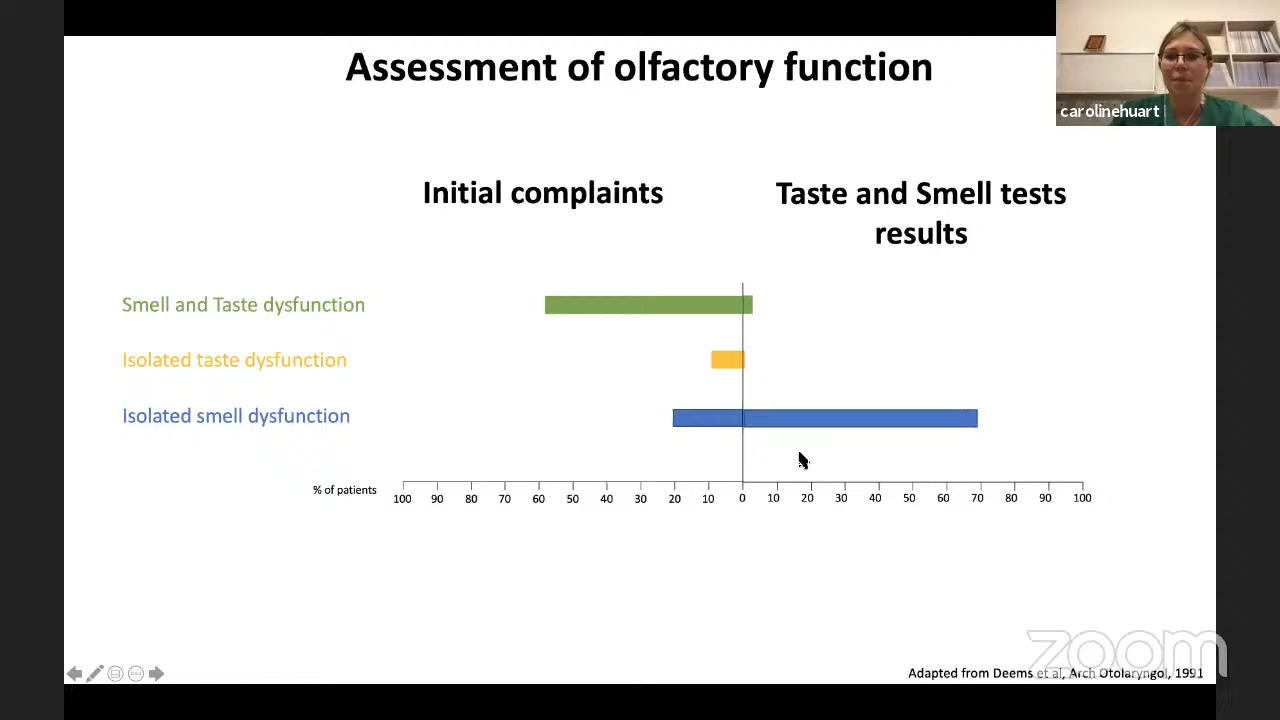 Assessment of olfactory function
carolinehuart
Initial complaints
Taste and Smell tests
results
Smell and Taste dysfunction
Isolated taste dysfunction
Isolated smell dysfunction
% of patients
100 90 80 70 60 50 40 30 20 10 0 10 20 30 40 50 60 70 80 90 100
zoom
Adapted from Deems et al, Arch Otolaryngol, 1991